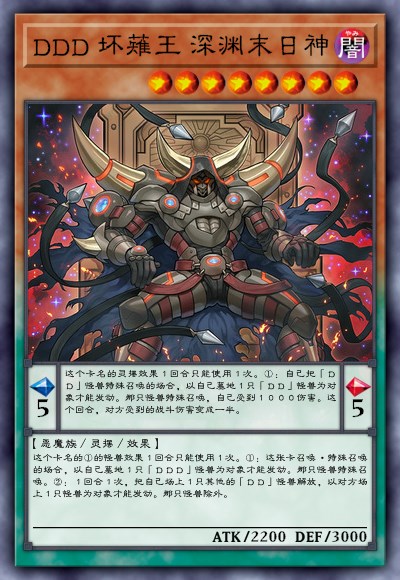 DDD 坏薙王 深渊末日神
やみ
闇
这个卡名的灵摆效果1回合只能使用1次。①：自己把「D
D」怪兽特殊召唤的场合，以自己墓地1只「DD」怪兽为对
象才能发动。那只怪兽特殊召唤，自己受到1000伤害。这
个回合，对方受到的战斗伤害变成一半。
5
5
【恶魔族／灵摆／效果】
这个卡名的①的怪兽效果1回合只能使用1次。①：这张卡召唤·特殊召唤
的场合，以自己墓地1只「DDD」怪兽为对象才能发动。那只怪兽特殊召
唤。②：1回合1次，把自己场上1只其他的「DD」怪兽解放，以对方场
上1只怪兽为对象才能发动。那只怪兽除外。
ATK/2200 DEF/3000